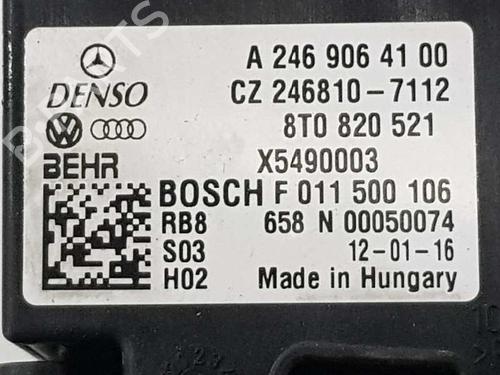 A 246 906 41 00
DENSO CZ 246810-7112
8T0 820 521
BEHR X5490003
BOSCH F 011 500 106
RB8 658 N 00050074
S03 12-01-16
H02 Made in Hungary